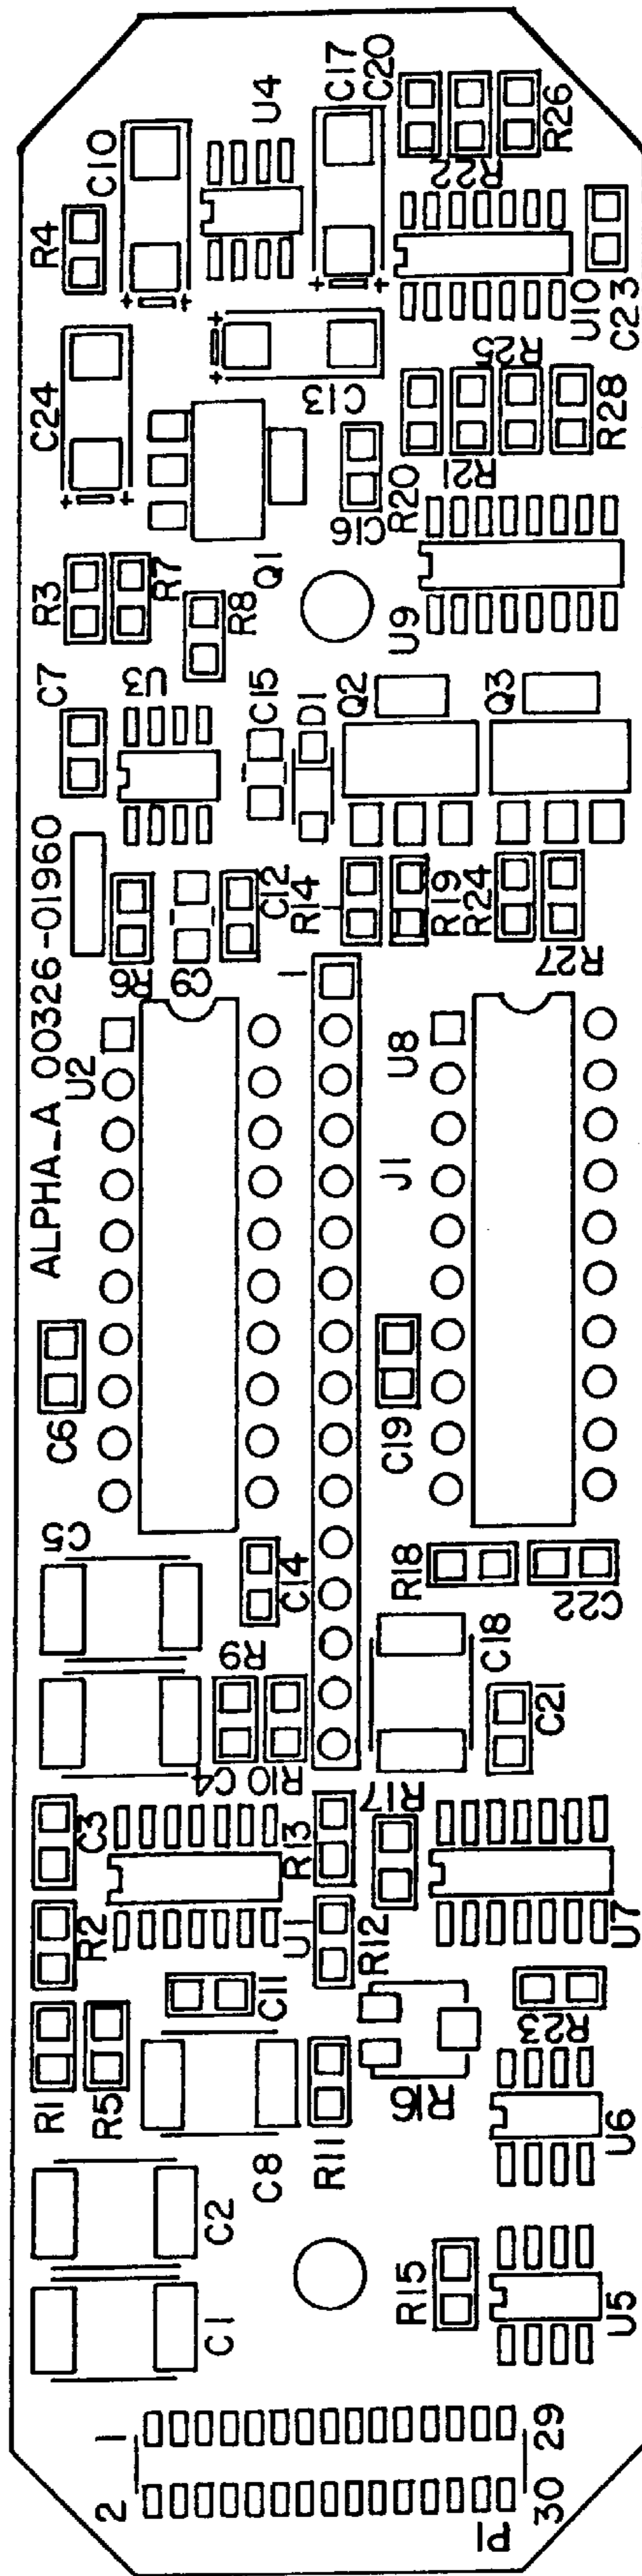 C10
U4
C17
C20
R4
R22
R26
C24
U10
C23
C13
R25
R21
R28
C16
R20
R3
R7
R8
Q1
U9
C7
U3
C15
D1
Q2
Q3
ALPHA_A 00326-01960
R6
C9
C12
R14
R19
R24
R27
U2
1
U8
J1
C6
C19
C5
C14
R18
C22
R9
C18
C21
C4
R10
R17
C3
R13
R2
U1
R12
U7
C11
R23
R1
R5
R16
C8
R11
U6
C2
C1
R15
U5
1
29
2
30
P1